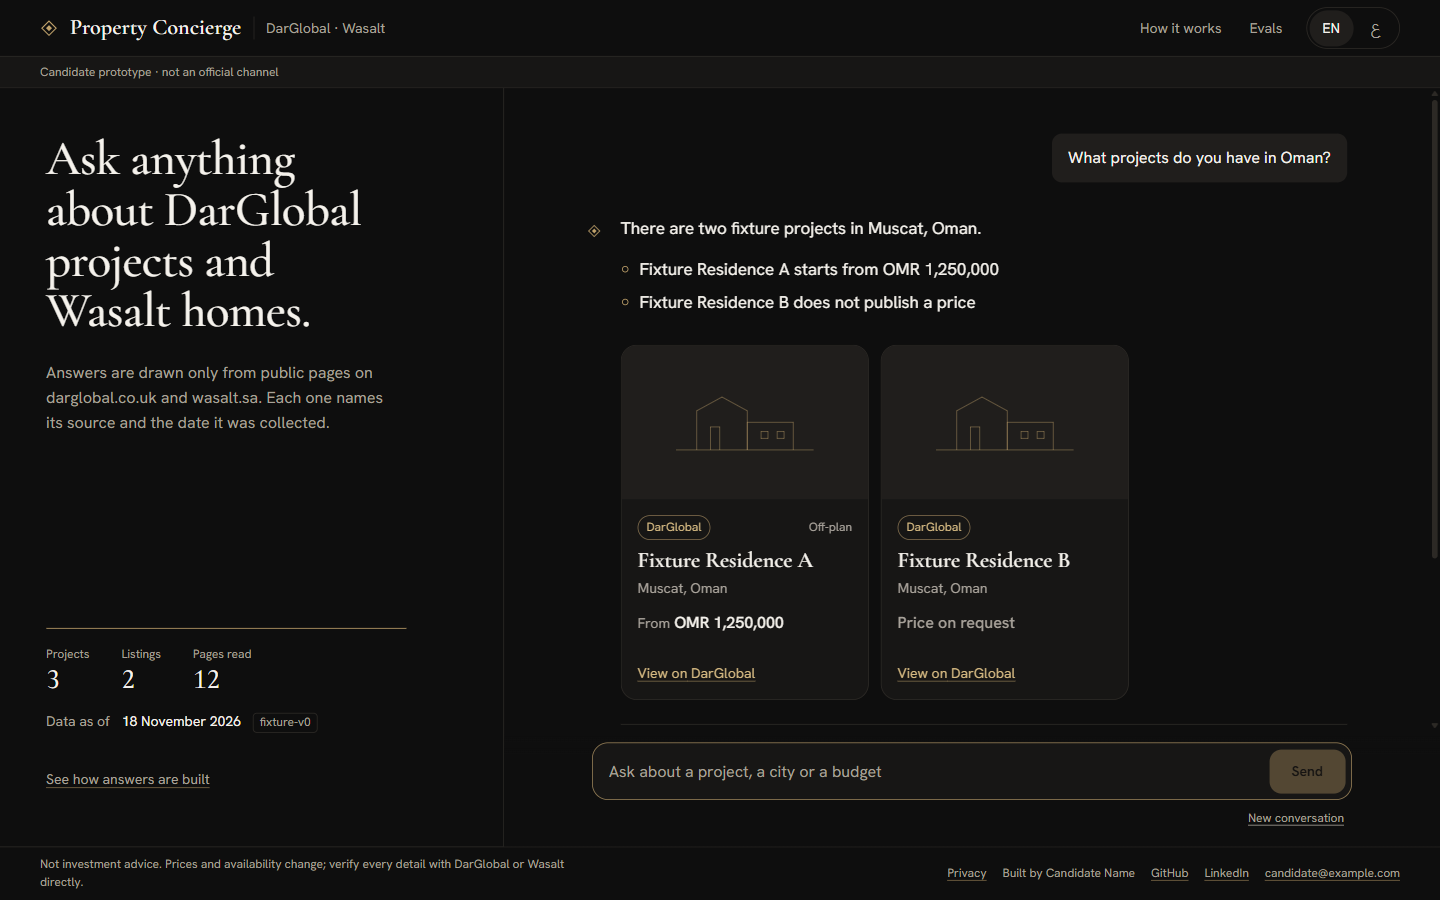 Property Concierge
DarGlobal · Wasalt
How it works
Evals
EN
ع
Candidate prototype · not an official channel
Ask anything
about DarGlobal
projects and
Wasalt homes.
Answers are drawn only from public pages on
darglobal.co.uk and wasalt.sa. Each one names
its source and the date it was collected.
Projects
3
Listings
2
Pages read
12
Data as of 18 November 2026 fixture-v0
See how answers are built
What projects do you have in Oman?
There are two fixture projects in Muscat, Oman.
Fixture Residence A starts from OMR 1,250,000
Fixture Residence B does not publish a price
DarGlobal
Off-plan
Fixture Residence A
Muscat, Oman
From OMR 1,250,000
View on DarGlobal
DarGlobal
Fixture Residence B
Muscat, Oman
Price on request
View on DarGlobal
Ask about a project, a city or a budget
Send
New conversation
Not investment advice. Prices and availability change; verify every detail with DarGlobal or Wasalt
directly.
Privacy
Built by Candidate Name
GitHub
LinkedIn
candidate@example.com